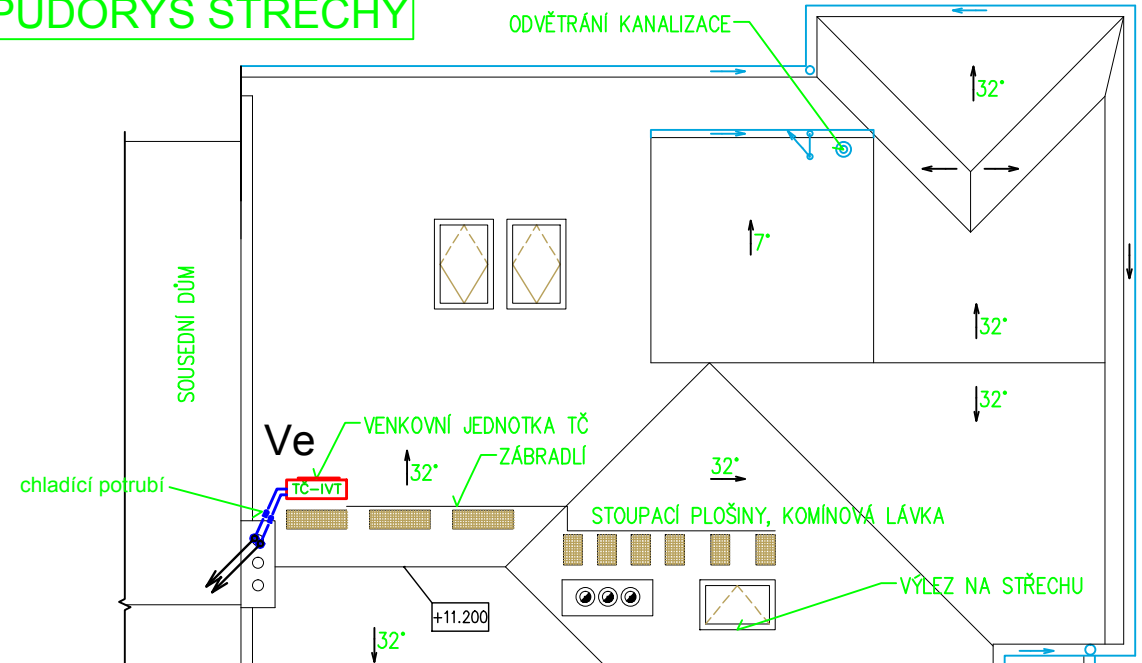 PŮDORYS STŘECHY
ODVĚTRÁNÍ KANALIZACE
32°
7°
SOUSEDNÍ DŮM
32°
32°
Ve
VENKOVNÍ JEDNOTKA TČ
ZÁBRADLÍ
32°
32°
chladící potrubí
TČ-IVT
STOUPACÍ PLOŠINY, KOMÍNOVÁ LÁVKA
VÝLEZ NA STŘECHU
+11.200
32°